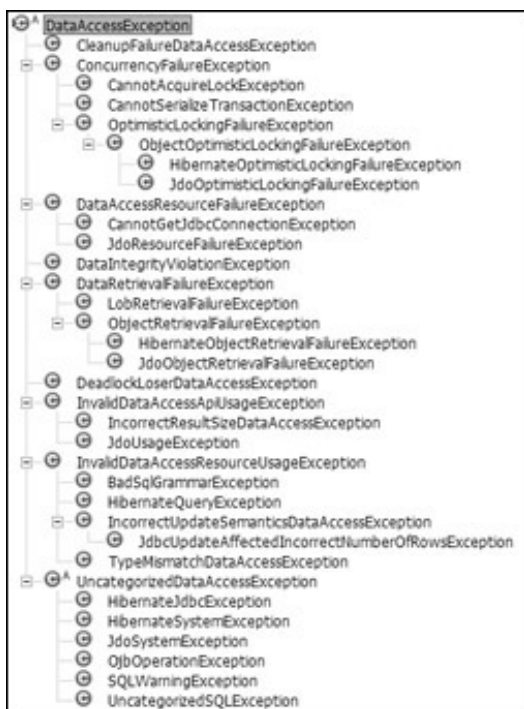 DataAccessException
CleanupFailureDataAccessException
ConcurrencyFailureException
CannotAcquireLockException
CannotSerializeTransactionException
OptimisticLockingFailureException
ObjectOptimisticLockingFailureException
HibernateOptimisticLockingFailureException
JdoOptimisticLockingFailureException
DataAccessResourceFailureException
CannotGetJdbcConnectionException
JdoResourceFailureException
DataIntegrityViolationException
DataRetrievalFailureException
LobRetrievalFailureException
ObjectRetrievalFailureException
HibernateObjectRetrievalFailureException
JdoObjectRetrievalFailureException
DeadlockLoserDataAccessException
InvalidDataAccessApiUsageException
IncorrectResultSizeDataAccessException
JdoUsageException
InvalidDataAccessResourceUsageException
BadSqlGrammarException
HibernateQueryException
IncorrectUpdateSemanticsDataAccessException
JdbcUpdateAffectedIncorrectNumberOfRowsException
TypeMismatchDataAccessException
UncategorizedDataAccessException
HibernateJdbcException
HibernateSystemException
JdoSystemException
OjbOperationException
SQLWarningException
UncategorizedSQLException